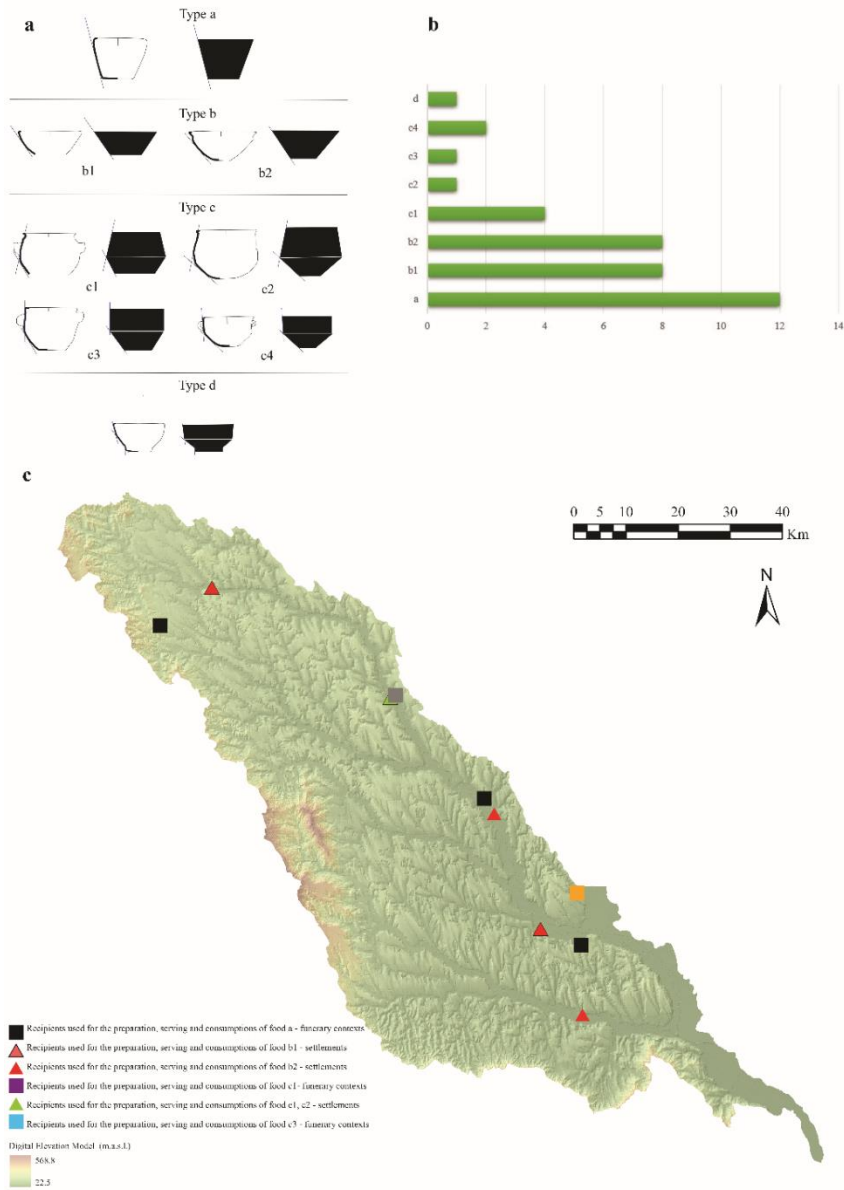 a
Type a
Type b
b1
b2
Type c
c1
c2
c3
c4
Type d
b
d
c4
c3
c2
c1
b2
b1
a
0 2 4 6 8 10 12 14
c
0 5 10 20 30 40
Km
N
Recipients used for the preparation, serving and consumptions of food a - funerary contexts
Recipients used for the preparation, serving and consumptions of food b1 - settlements
Recipients used for the preparation, serving and consumptions of food b2 - settlements
Recipients used for the preparation, serving and consumptions of food c1- funerary contexts
Recipients used for the preparation, serving and consumptions of food c1, c2 - settlements
Recipients used for the preparation, serving and consumptions of food c3 - funerary contexts
Digital Elevation Model (m.a.s.l.)
568.8
22.5